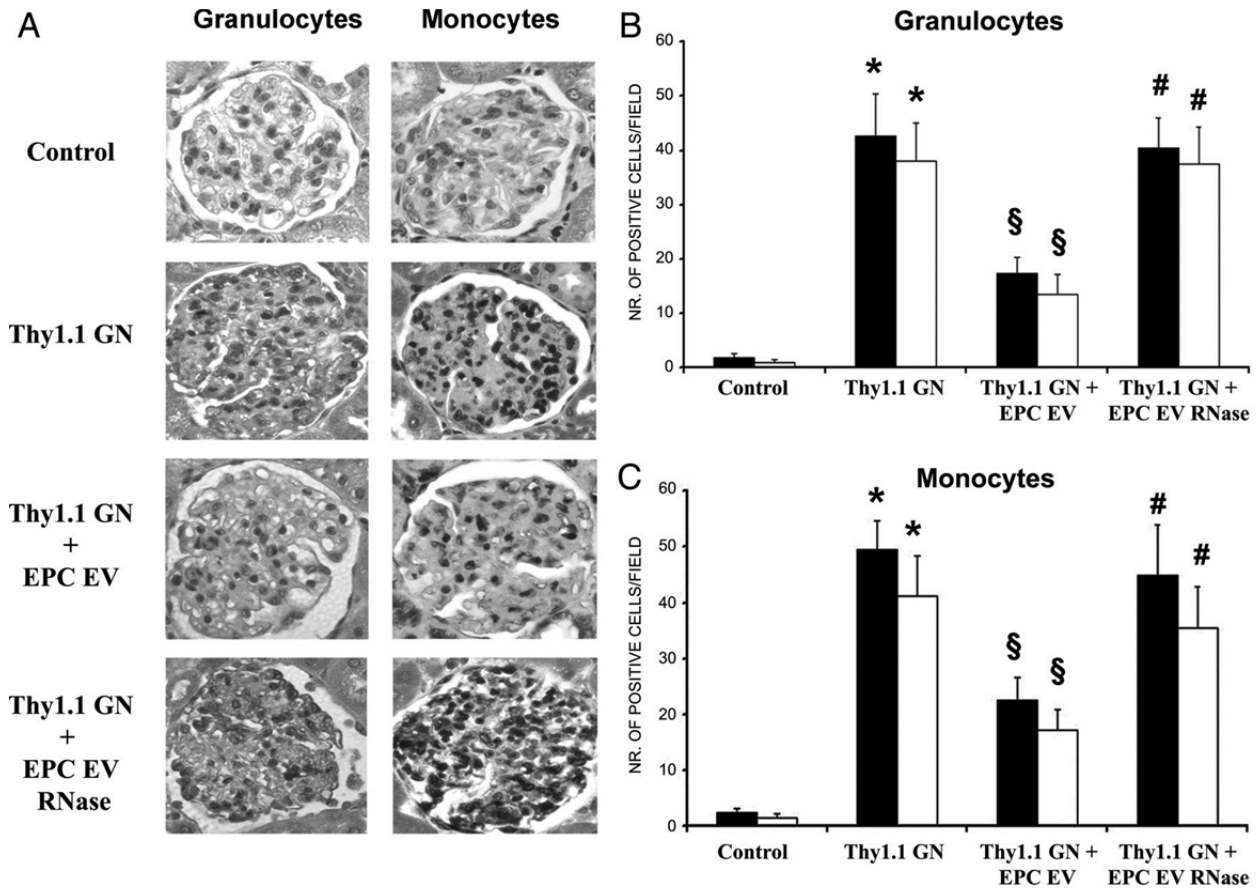 A
Granulocytes
Monocytes
Control
Thy1.1 GN
Thy1.1 GN
+
EPC EV
Thy1.1 GN
+
EPC EV
RNase
B
Granulocytes
NR. OF POSITIVE CELLS/FIELD
60
50
40
30
20
10
0
*
*
§
§
#
#
Control
Thy1.1 GN
Thy1.1 GN +
EPC EV
Thy1.1 GN +
EPC EV RNase
C
Monocytes
NR. OF POSITIVE CELLS/FIELD
60
50
40
30
20
10
0
*
*
§
§
#
#
Control
Thy1.1 GN
Thy1.1 GN +
EPC EV
Thy1.1 GN +
EPC EV RNase